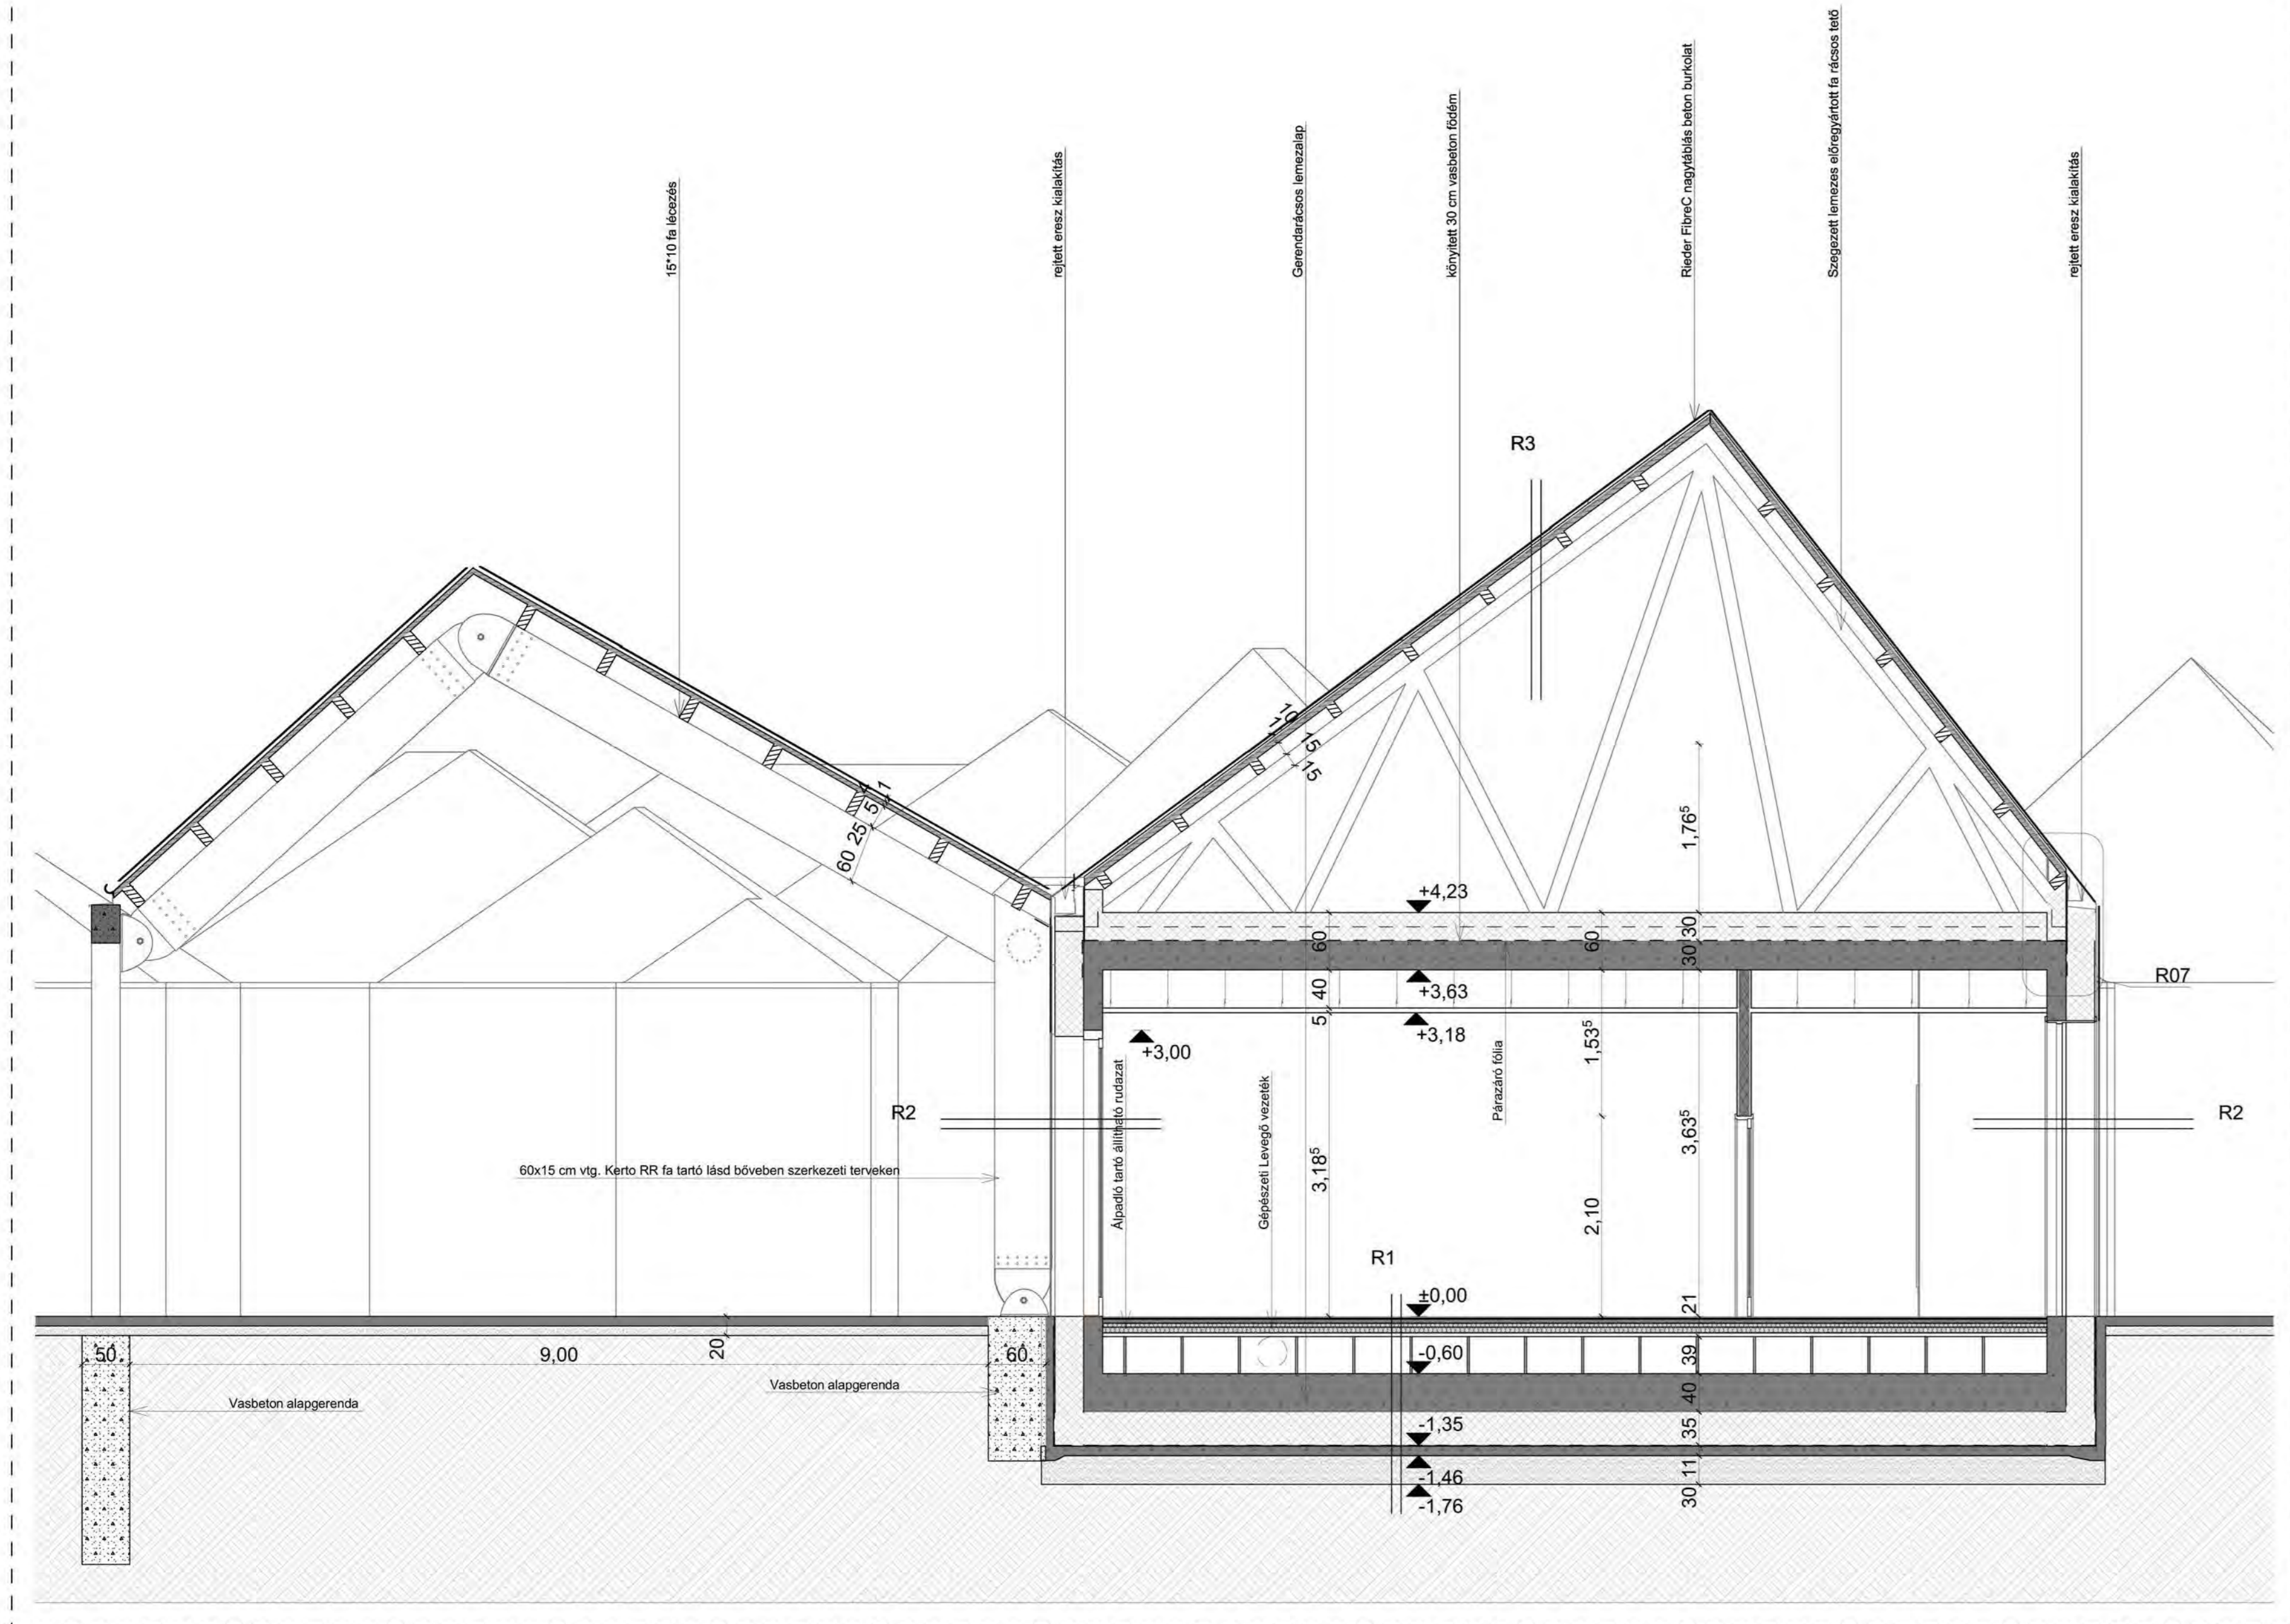 15*10 fa lécezés
rejtett eresz kialakítás
Gerendarácsos lemezalap
könyitett 30 cm vasbeton födém
Rieder FibreC nagytáblás beton burkolat
Szegezett lemezes előregyártott fa rácsos tető
rejtett eresz kialakítás
R3
10
1
15
15
1
5
25
60
1,76⁵
+4,23
60
60
30
30
R07
+3,63
40
5
+3,18
+3,00
1,53⁵
Párazáró fólia
Álpadló tartó állítható rudazat
Gépészeti Levegő vezeték
R2
R2
3,63⁵
3,18⁵
2,10
60x15 cm vtg. Kerto RR fa tartó lásd bővebben szerkezeti terveken
R1
±0,00
21
50
9,00
20
60
-0,60
39
Vasbeton alapgerenda
Vasbeton alapgerenda
40
-1,35
35
-1,46
11
-1,76
30